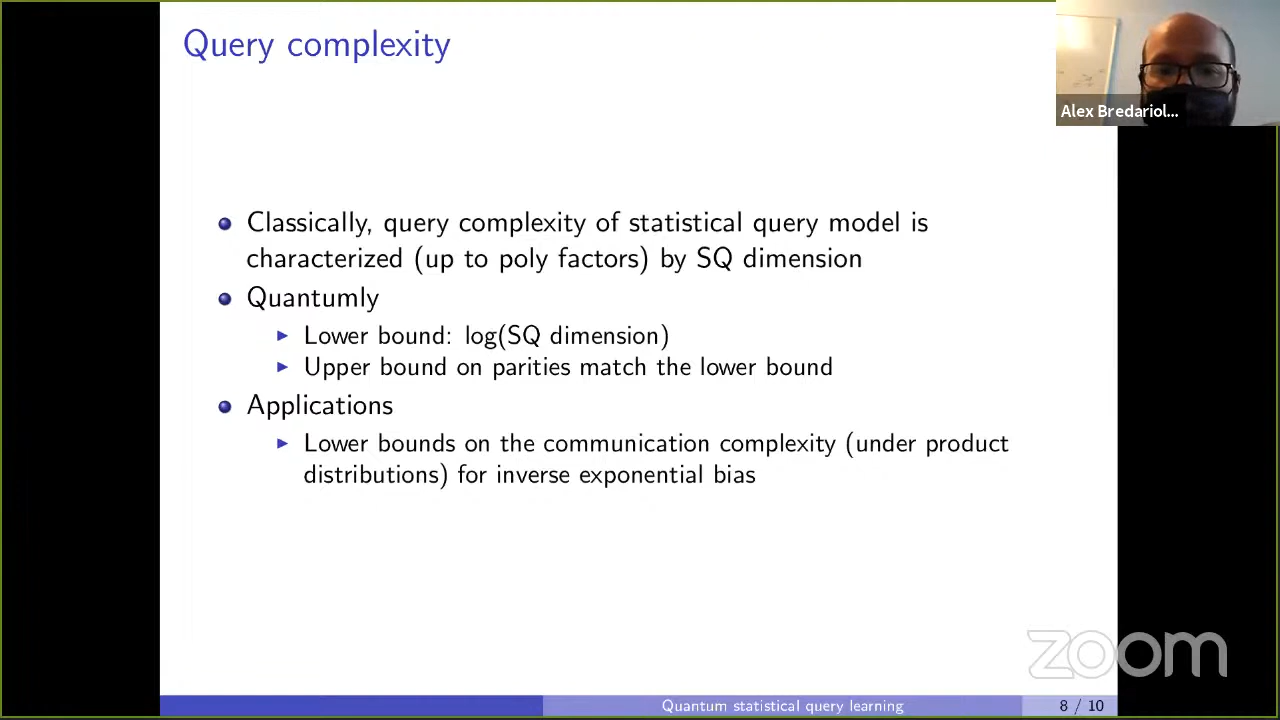 Query complexity
Alex Bredariol...
Classically, query complexity of statistical query model is
characterized (up to poly factors) by SQ dimension
Quantumly
Lower bound: log(SQ dimension)
Upper bound on parities match the lower bound
Applications
Lower bounds on the communication complexity (under product
distributions) for inverse exponential bias
zoom
Quantum statistical query learning
8 / 10